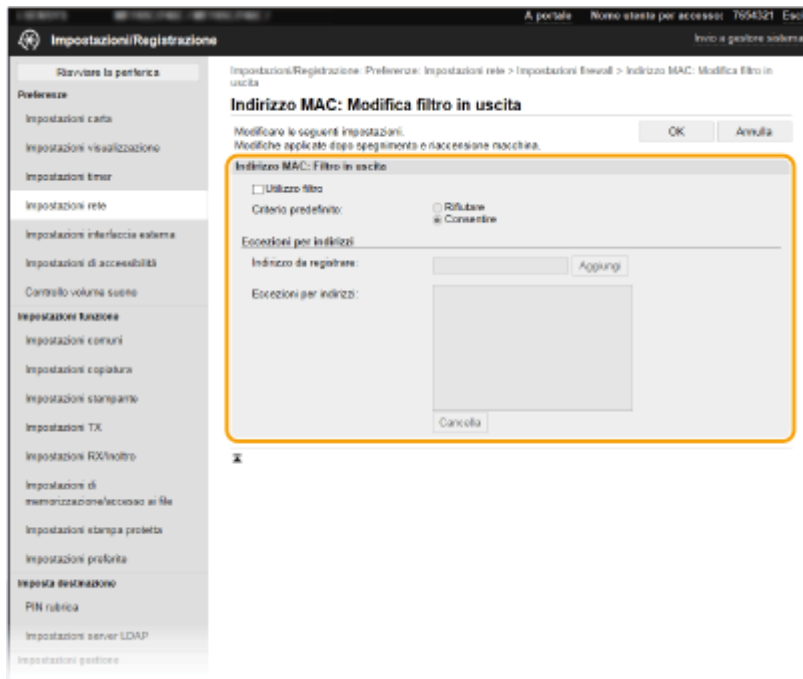 A portale Nome utente per accesso: 7654321 Esc
Impostazioni/Registrazione
Invio a gestore sistema
Riavviare la periferica
Preferenze
Impostazioni carta
Impostazioni visualizzazione
Impostazioni timer
Impostazioni rete
Impostazioni interfaccia esterna
Impostazioni di accessibilità
Controllo volume suono
Impostazioni funzione
Impostazioni comuni
Impostazioni copiatura
Impostazioni stampante
Impostazioni TX
Impostazioni RX/Inoltro
Impostazioni di
memorizzazione/accesso ai file
Impostazioni stampa protetta
Impostazioni preferite
Imposta destinazione
PIN rubrica
Impostazioni server LDAP
Impostazioni gestione
Impostazioni/Registrazione: Preferenze: Impostazioni rete > Impostazioni firewall > Indirizzo MAC: Modifica filtro in
uscita
Indirizzo MAC: Modifica filtro in uscita
Modificare le seguenti impostazioni.
Modifiche applicate dopo spegnimento e riaccensione macchina.
OK Annulla
Indirizzo MAC: Filtro in uscita
Utilizzo filtro
Criterio predefinito:
Rifiutare
Consentire
Eccezioni per indirizzi
Indirizzo da registrare:
Aggiungi
Eccezioni per indirizzi:
Cancella